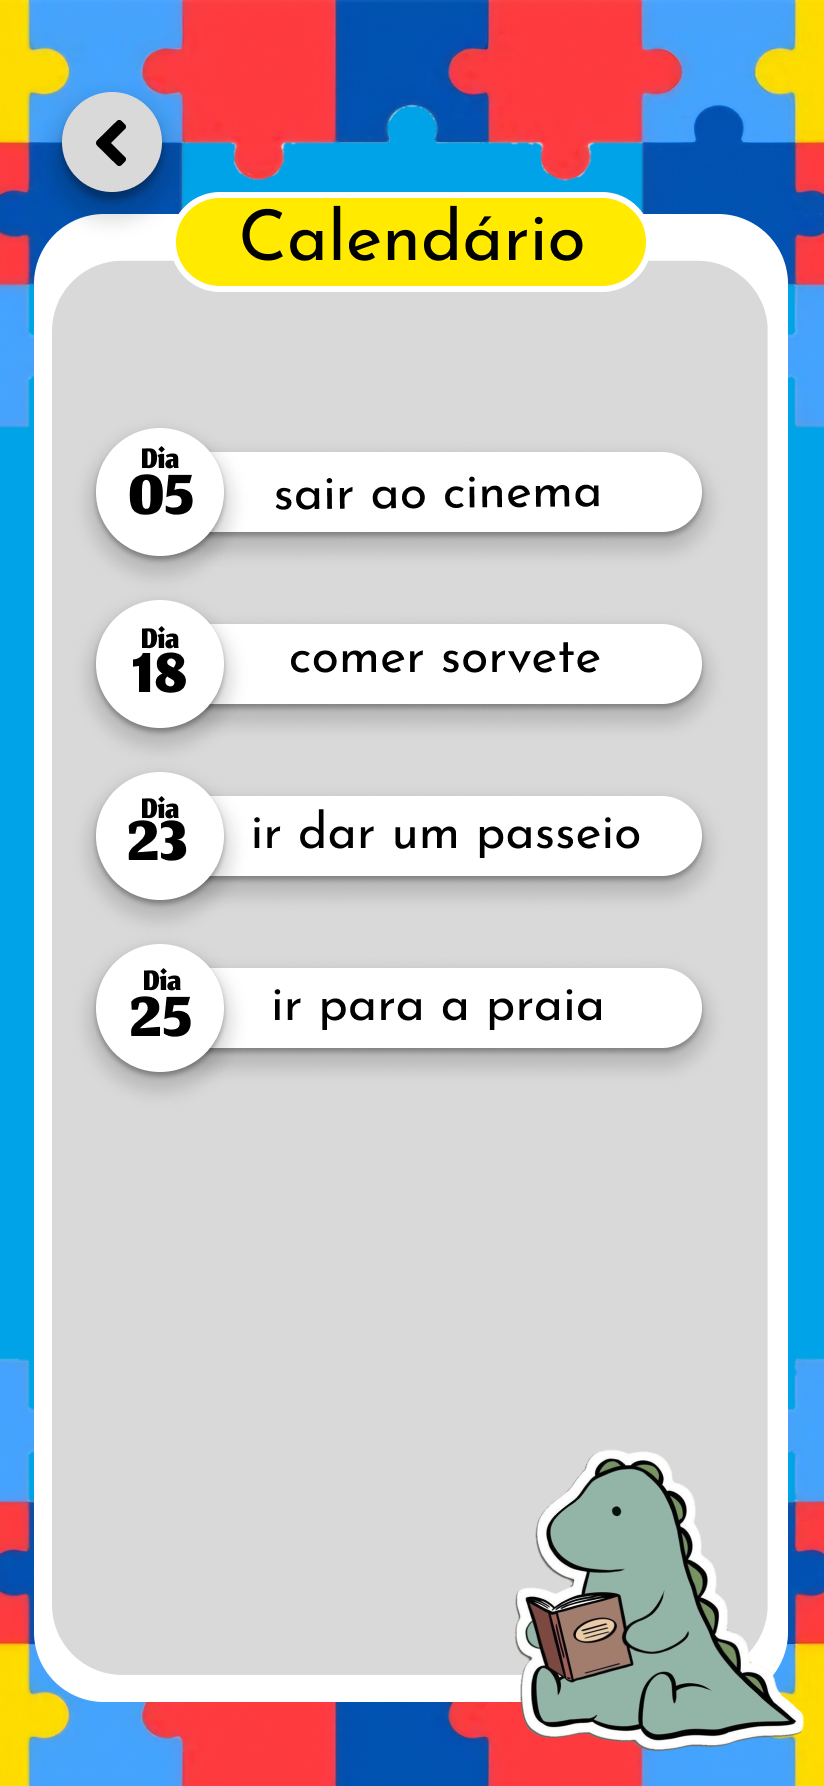 Calendário
Dia
05
sair ao cinema
Dia
18
comer sorvete
Dia
23
ir dar um passeio
Dia
25
ir para a praia